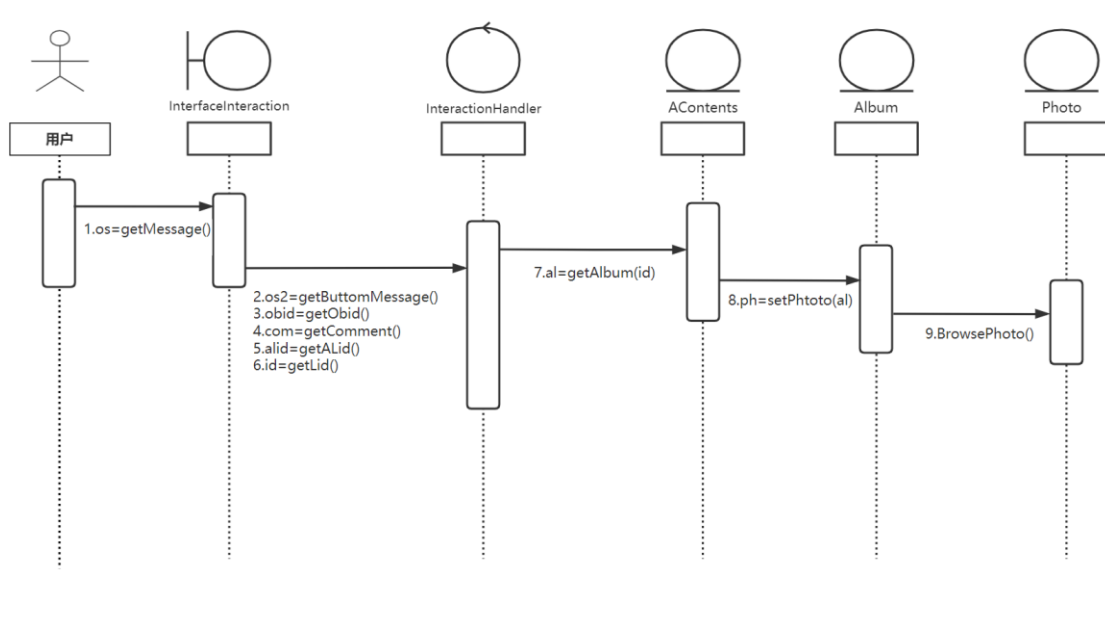 InterfaceInteraction
InteractionHandler
AContents
Album
Photo
用户
1.os=getMessage()
2.os2=getButtomMessage()
3.obid=getObid()
4.com=getComment()
5.alid=getALid()
6.id=getLid()
7.al=getAlbum(id)
8.ph=setPhtoto(al)
9.BrowsePhoto()